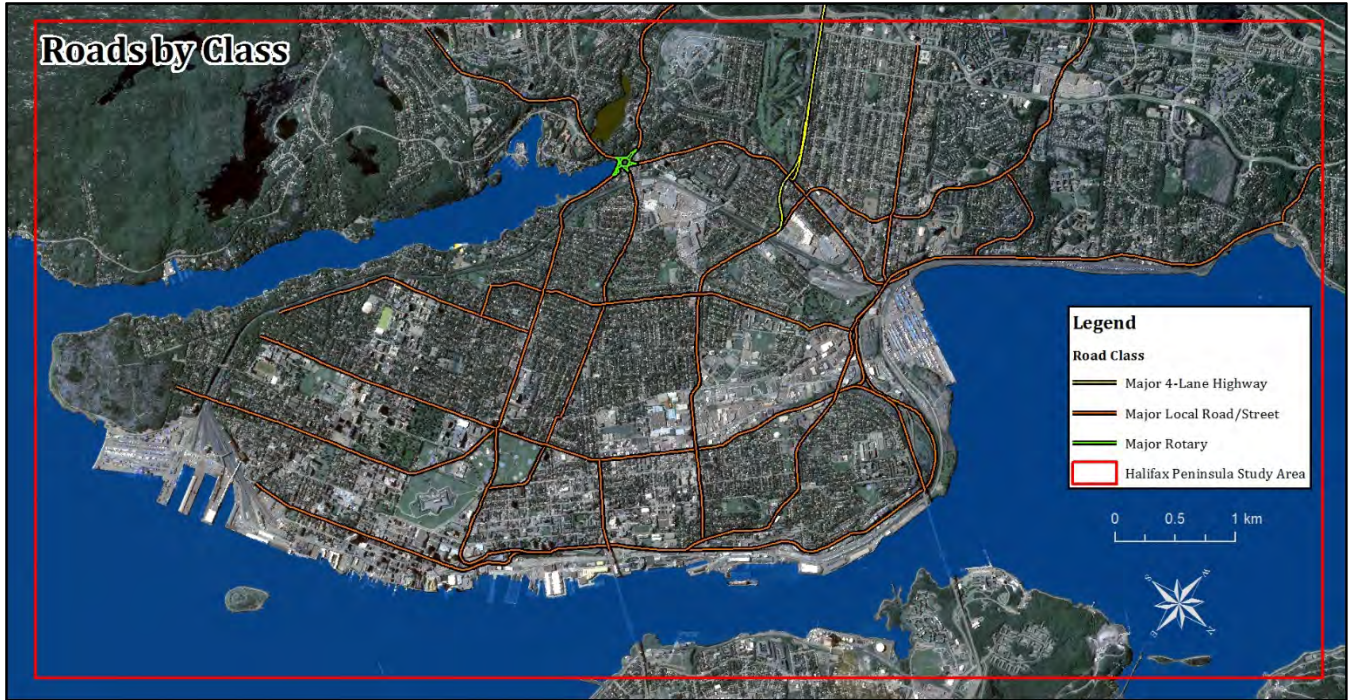 Roads by Class
Legend
Road Class
Major 4-Lane Highway
Major Local Road/Street
Major Rotary
Halifax Peninsula Study Area
0 0.5 1 km
S W
E N